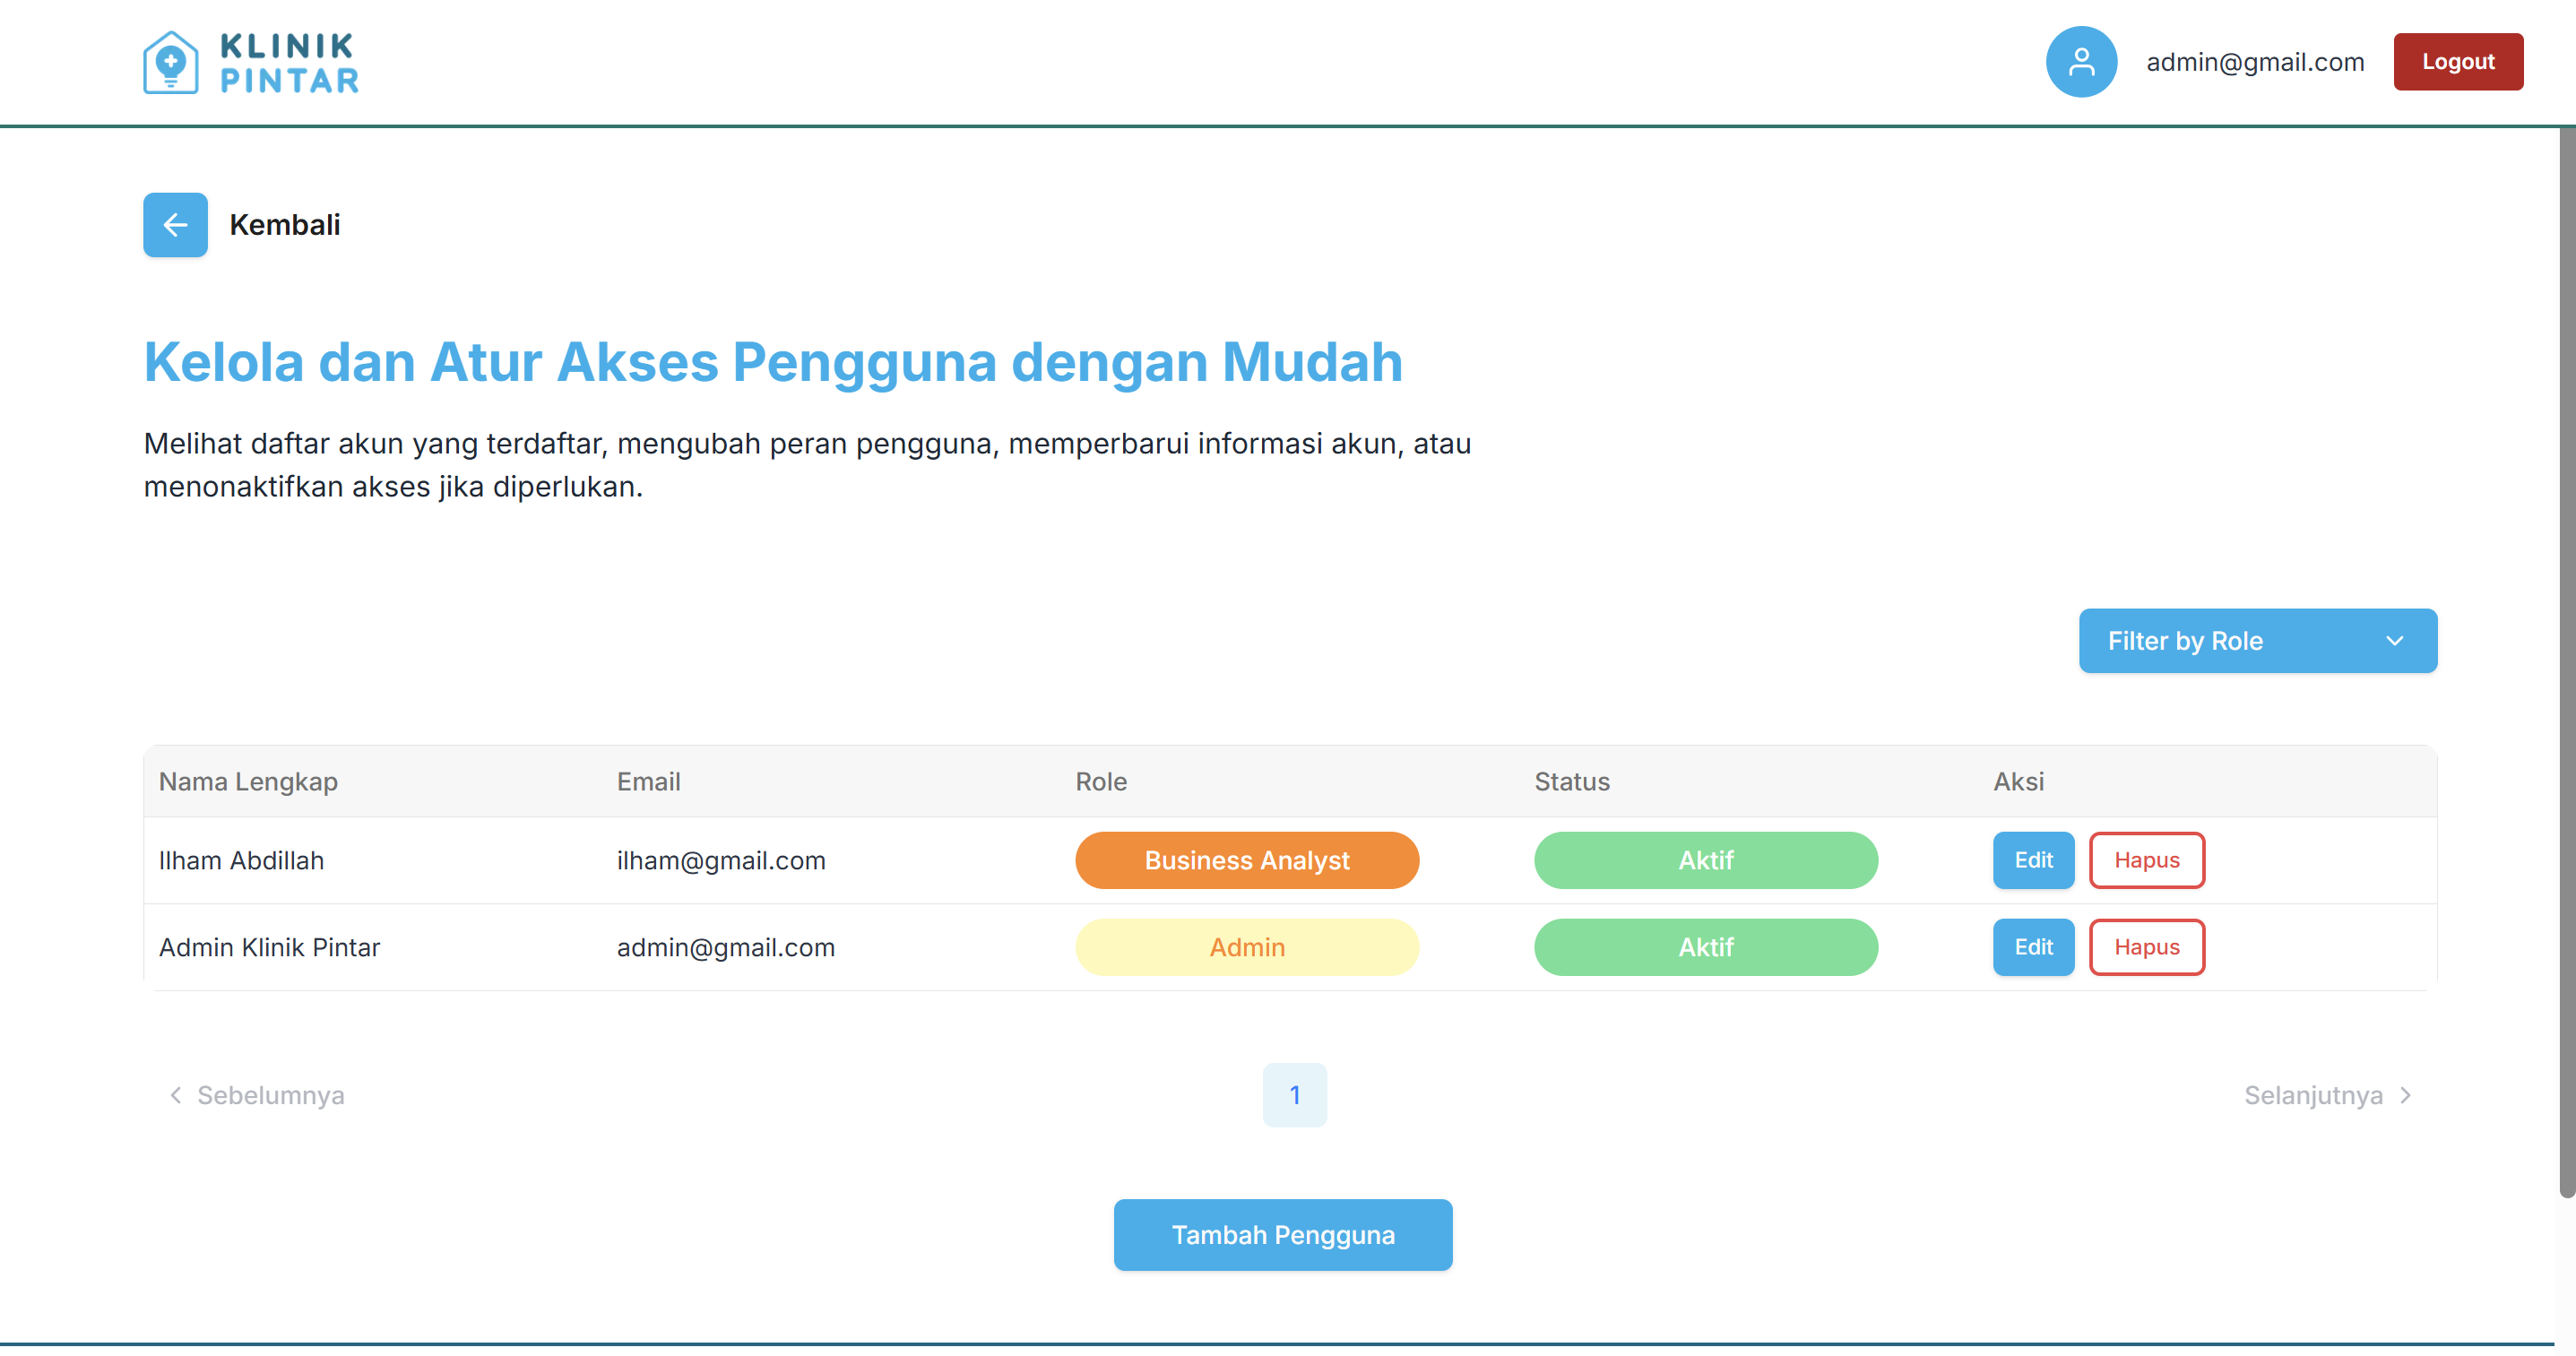 KLINIK
PINTAR
admin@gmail.com
Logout
Kembali
Kelola dan Atur Akses Pengguna dengan Mudah
Melihat daftar akun yang terdaftar, mengubah peran pengguna, memperbarui informasi akun, atau
menonaktifkan akses jika diperlukan.
Filter by Role
Nama Lengkap Email Role Status Aksi
Ilham Abdillah ilham@gmail.com Business Analyst Aktif Edit Hapus
Admin Klinik Pintar admin@gmail.com Admin Aktif Edit Hapus
Sebelumnya 1 Selanjutnya
Tambah Pengguna